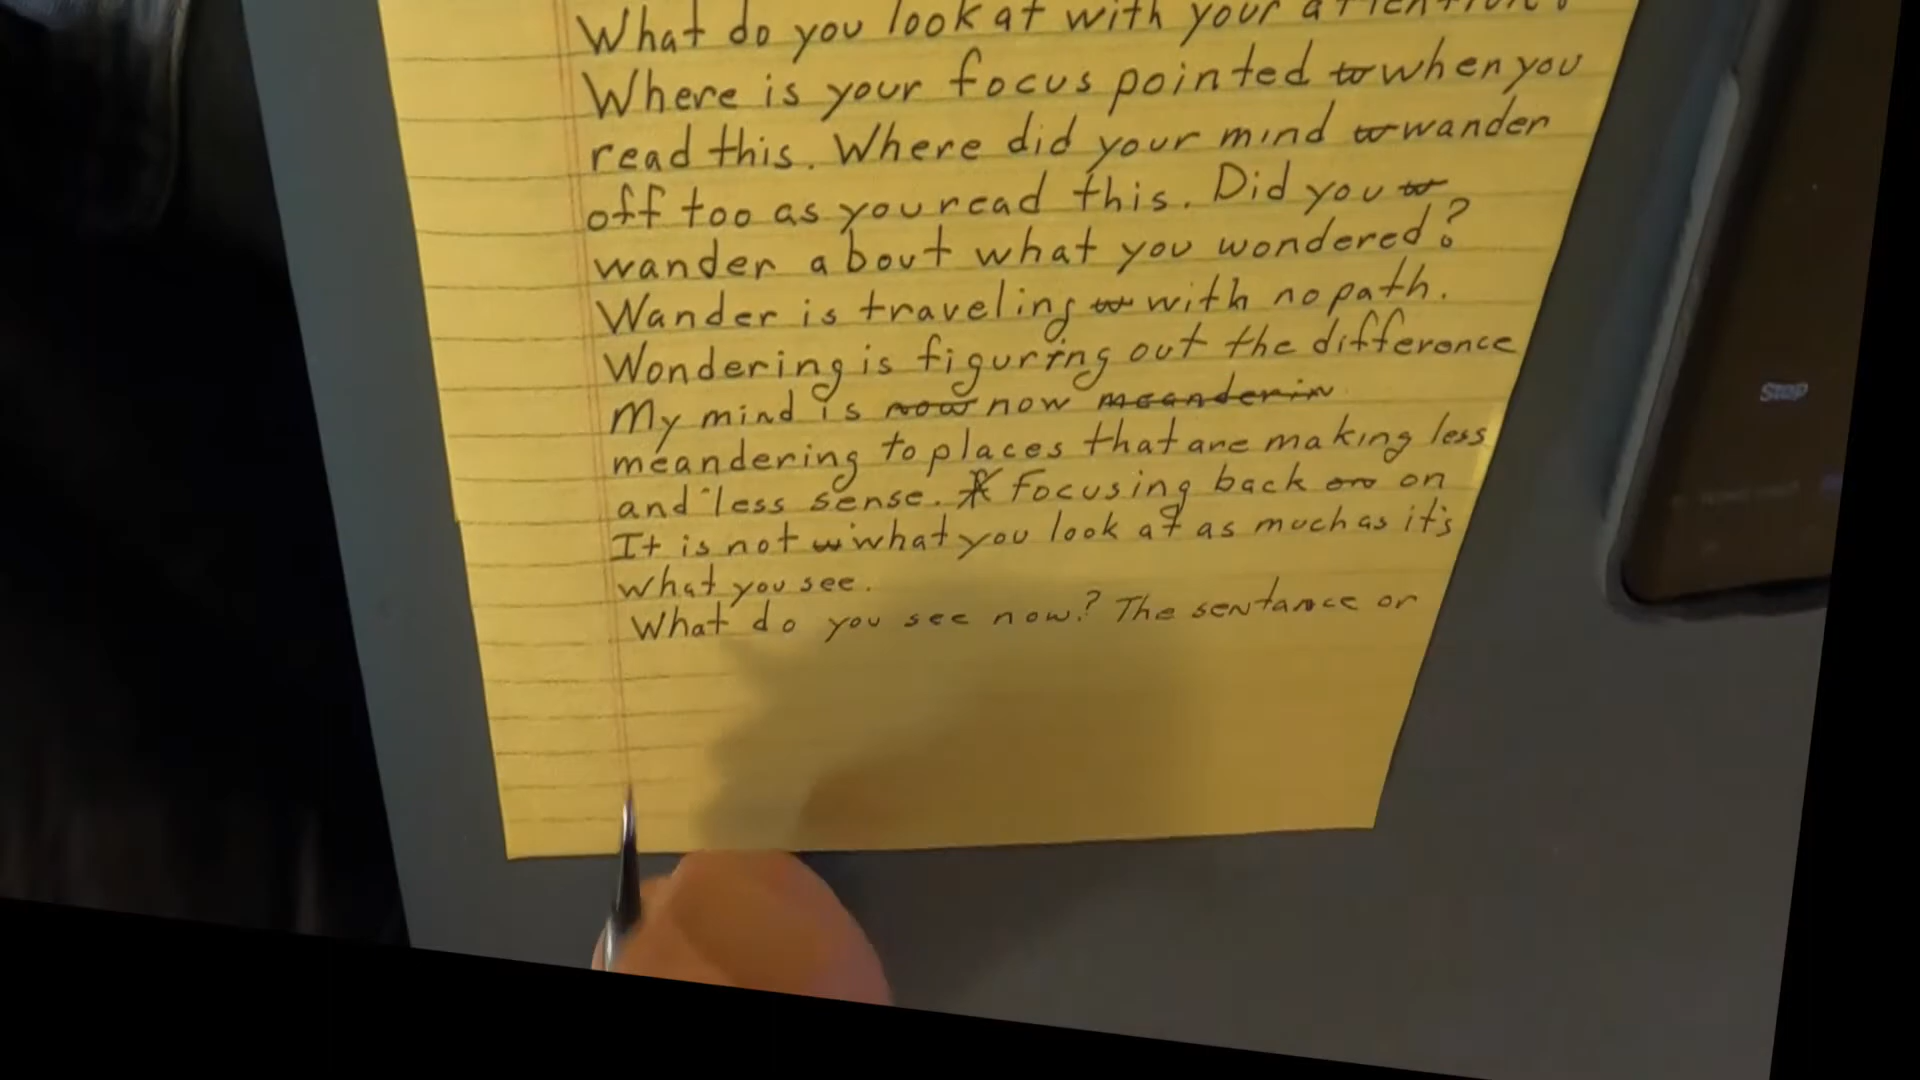 What do you look at with your attention?
Where is your focus pointed to when you
read this. Where did your mind to wander
off too as you read this. Did you w
wander about what you wondered?
Wander is traveling w with no path.
Wondering is figuring out the difference
My mind is now now meanderin
meandering to places that are making less
and less sense. Focusing back on on
It is not w what you look at as much as it's
what you see.
What do you see now? The sentance or
Stop